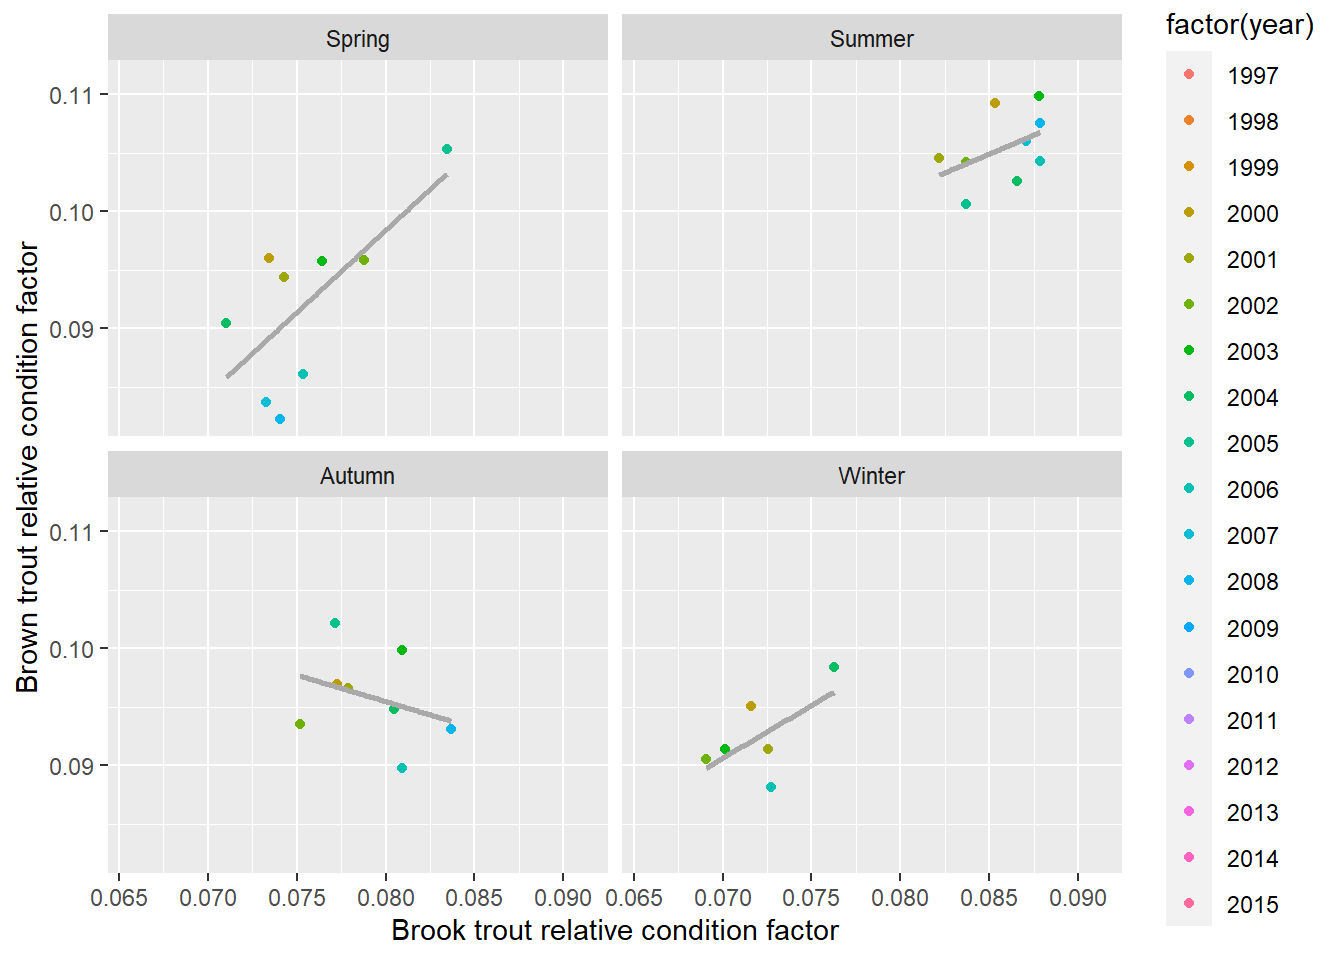 factor(year)
Spring
Summer
0.11
0.10
0.09
Autumn
Winter
0.11
0.10
0.09
0.065 0.070 0.075 0.080 0.085 0.090
0.065 0.070 0.075 0.080 0.085 0.090
Brook trout relative condition factor
Brown trout relative condition factor
1997
1998
1999
2000
2001
2002
2003
2004
2005
2006
2007
2008
2009
2010
2011
2012
2013
2014
2015